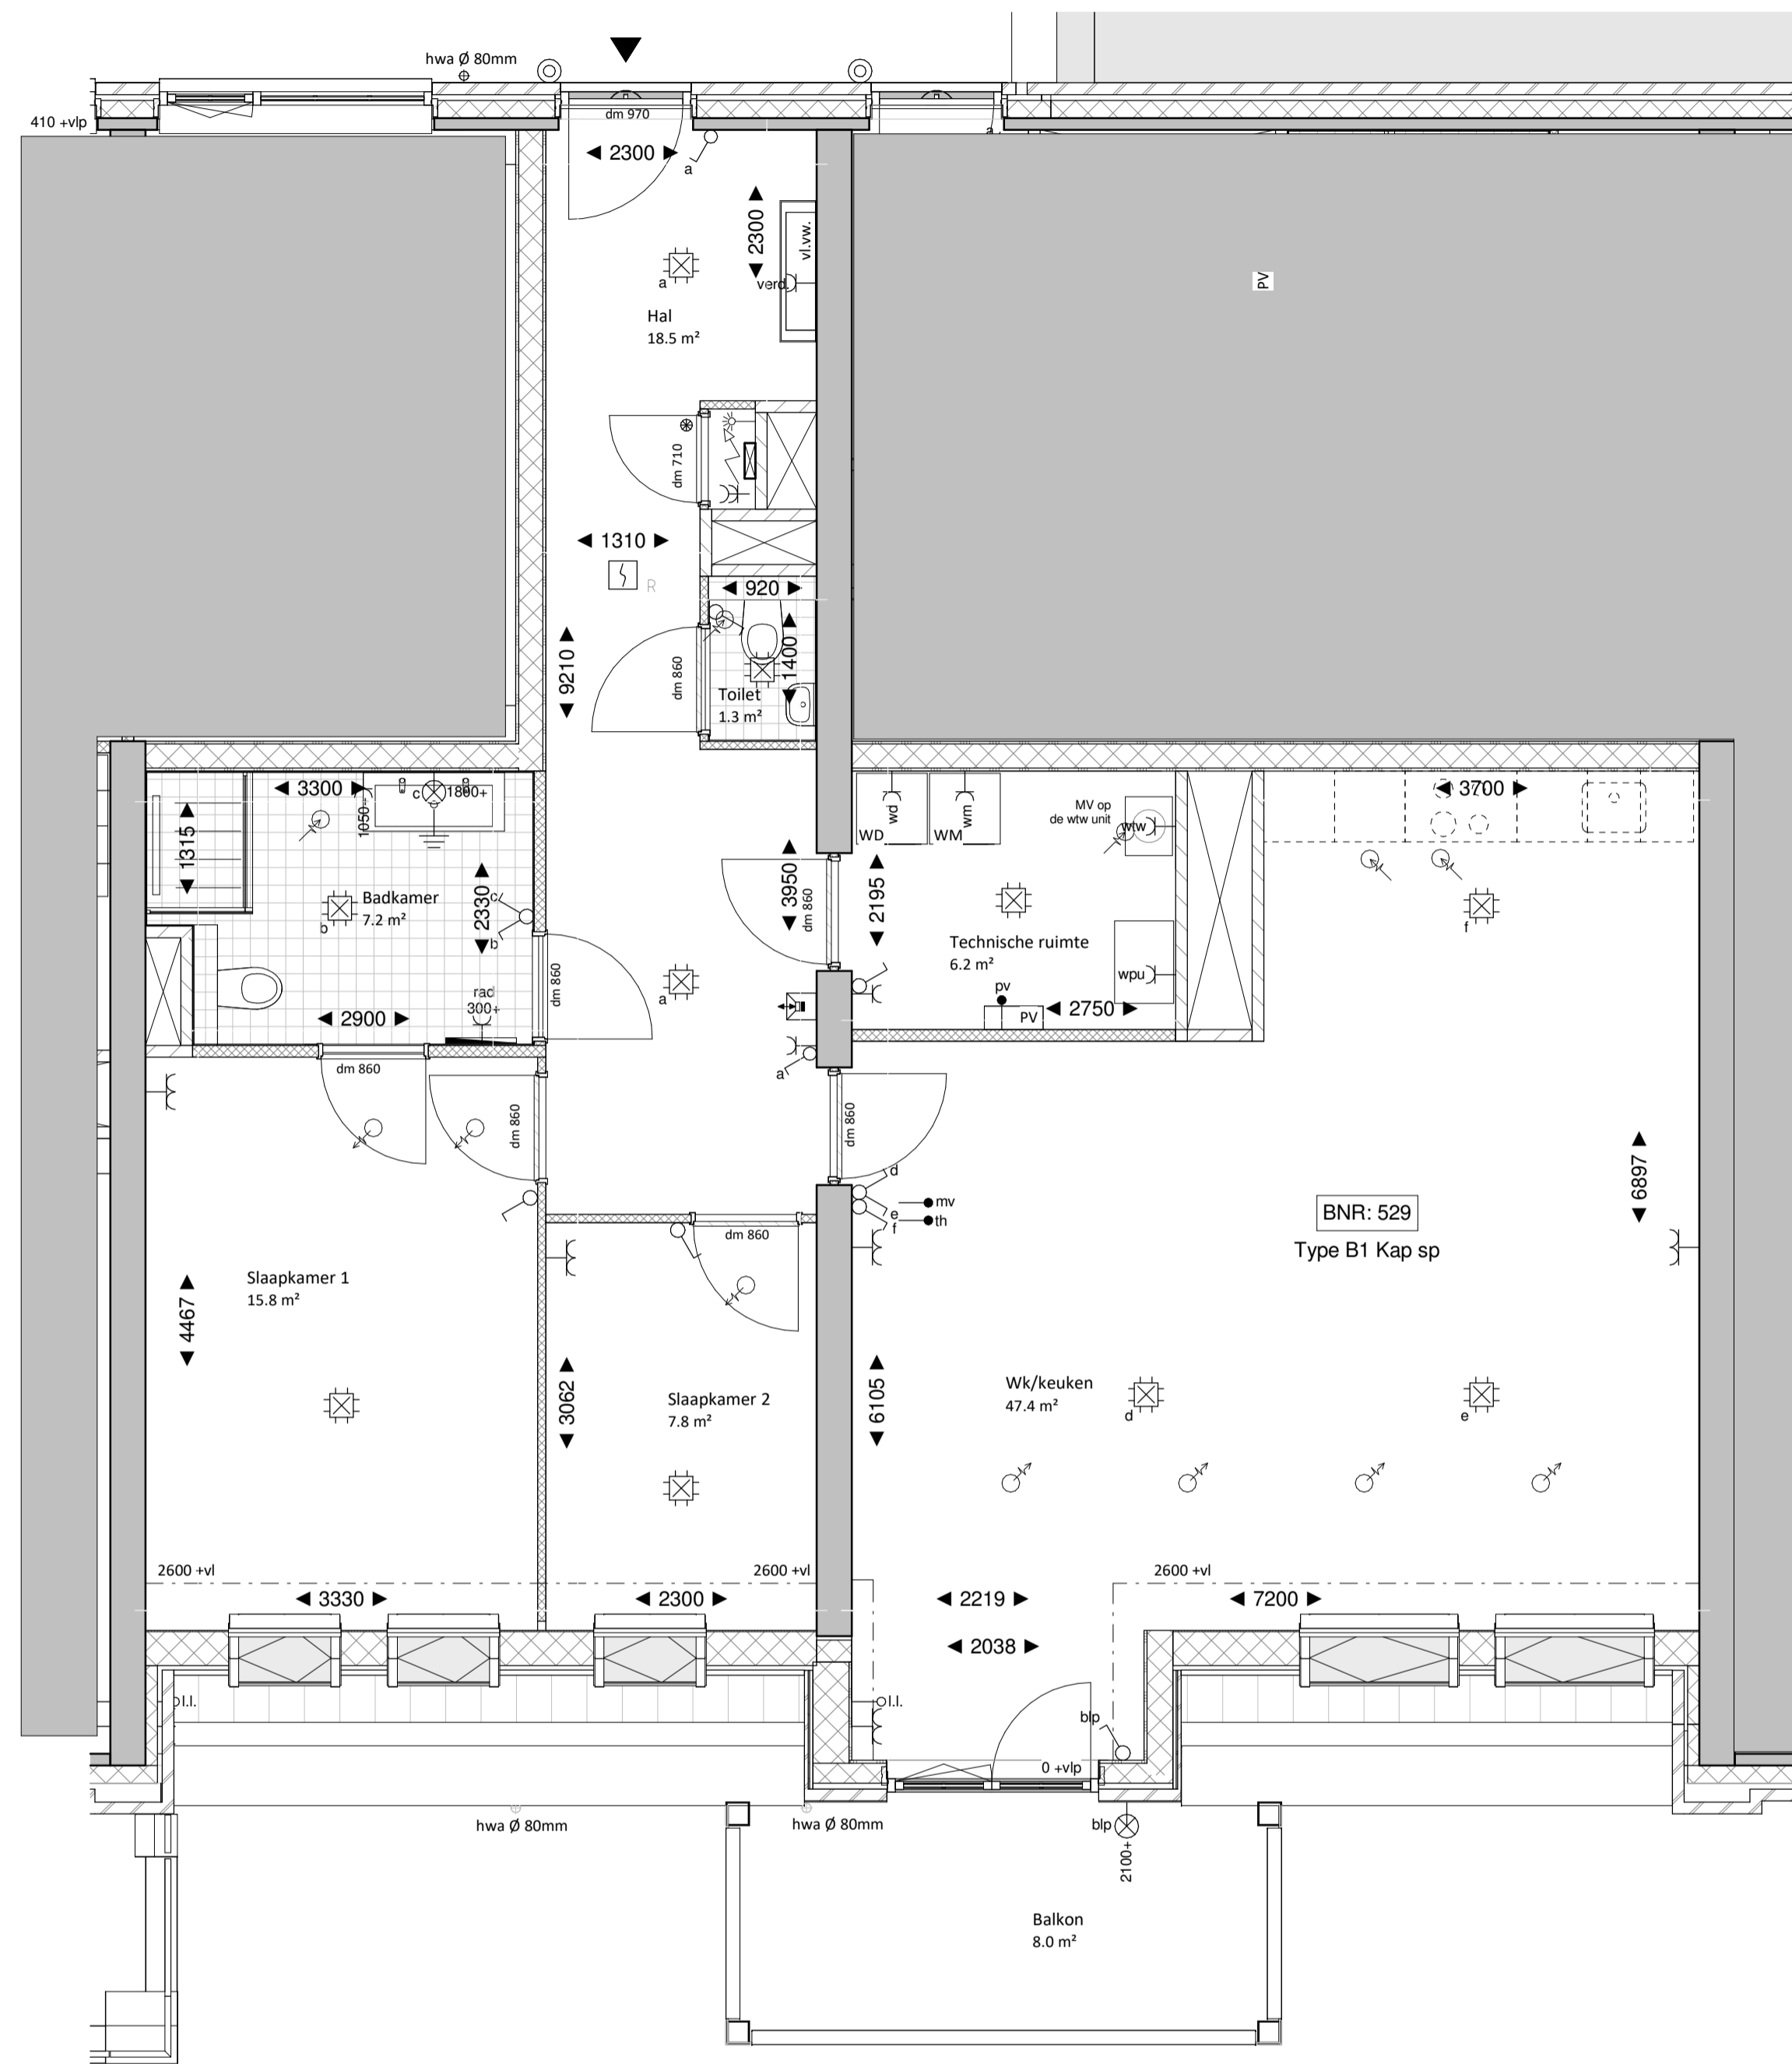 hwa Ø 80mm
410 +vlp
dm 970
2300
a
a
2300
vl.vw.
verd.
a
PV
Hal
18.5 m²
dm 710
1310
R
920
9210
dm 860
1400
Toilet
1.3 m²
3300
c
1800+
1050+
1315
Badkamer
7.2 m²
b
2330
c
b
rad
300+
2900
dm 860
a
3950
dm 860
2195
wd
wm
WD
WM
MV op
de wtw unit
wtw
3700
f
Technische ruimte
6.2 m²
wpu
pv
PV
2750
a
dm 860
dm 860
dm 860
d
e
f
mv
th
6897
BNR: 529
Type B1 Kap sp
dm 860
Slaapkamer 1
15.8 m²
4467
3062
Slaapkamer 2
7.8 m²
6105
Wk/keuken
47.4 m²
d
e
2600 +vl
2600 +vl
2600 +vl
3330
2300
2219
7200
2038
l.l.
l.l.
blp
0 +vlp
hwa Ø 80mm
hwa Ø 80mm
blp
2100+
Balkon
8.0 m²